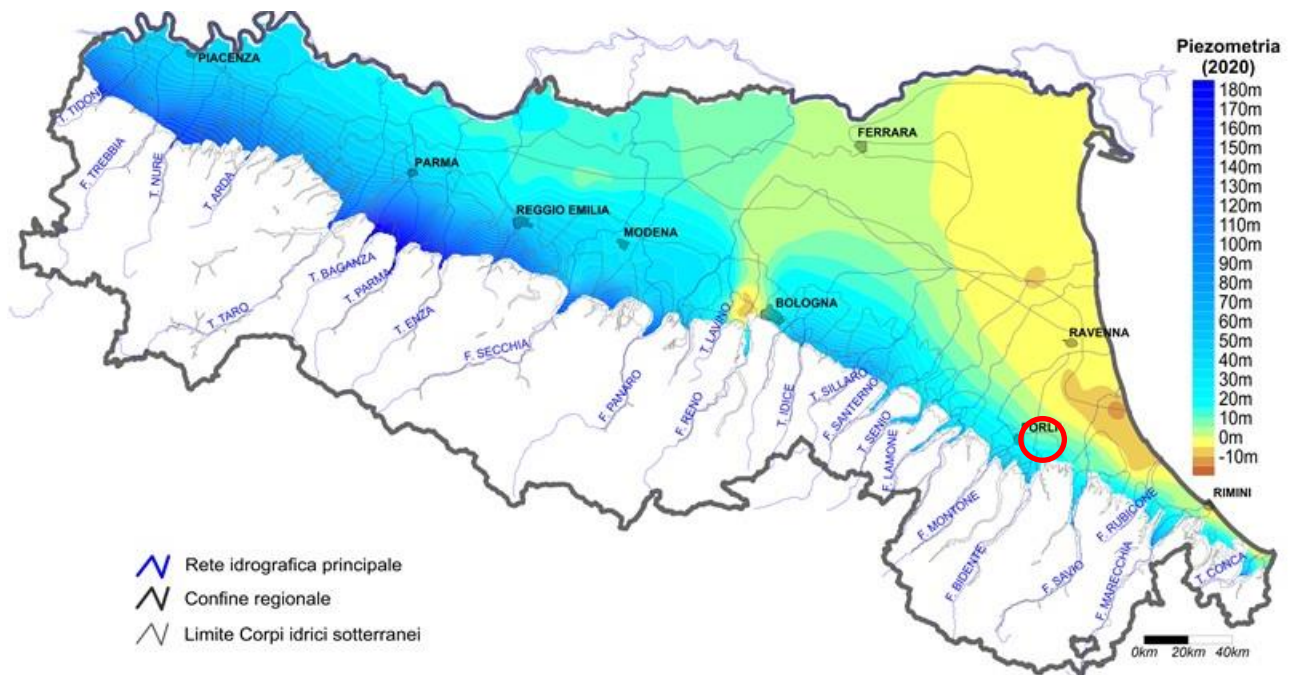 PIACENZA
T. TIDONE
F. TREBBIA
T. NURE
T. ARDA
PARMA
REGGIO EMILIA
MODENA
FERRARA
BOLOGNA
RAVENNA
FORLI
RIMINI
T. TARO
T. BAGANZA
T. PARMA
T. ENZA
F. SECCHIA
F. PANARO
F. RENO
T. LAVINO
T. IDICE
T. SILLARO
F. SANTERNO
T. SENIO
F. LAMONE
F. MONTONE
F. BIDENTE
F. SAVIO
F. RUBICONE
F. MARECCHIA
T. CONCA
Piezometria
(2020)
180m
170m
160m
150m
140m
130m
120m
110m
100m
90m
80m
70m
60m
50m
40m
30m
20m
10m
0m
-10m
Rete idrografica principale
Confine regionale
Limite Corpi idrici sotterranei
0km 20km 40km